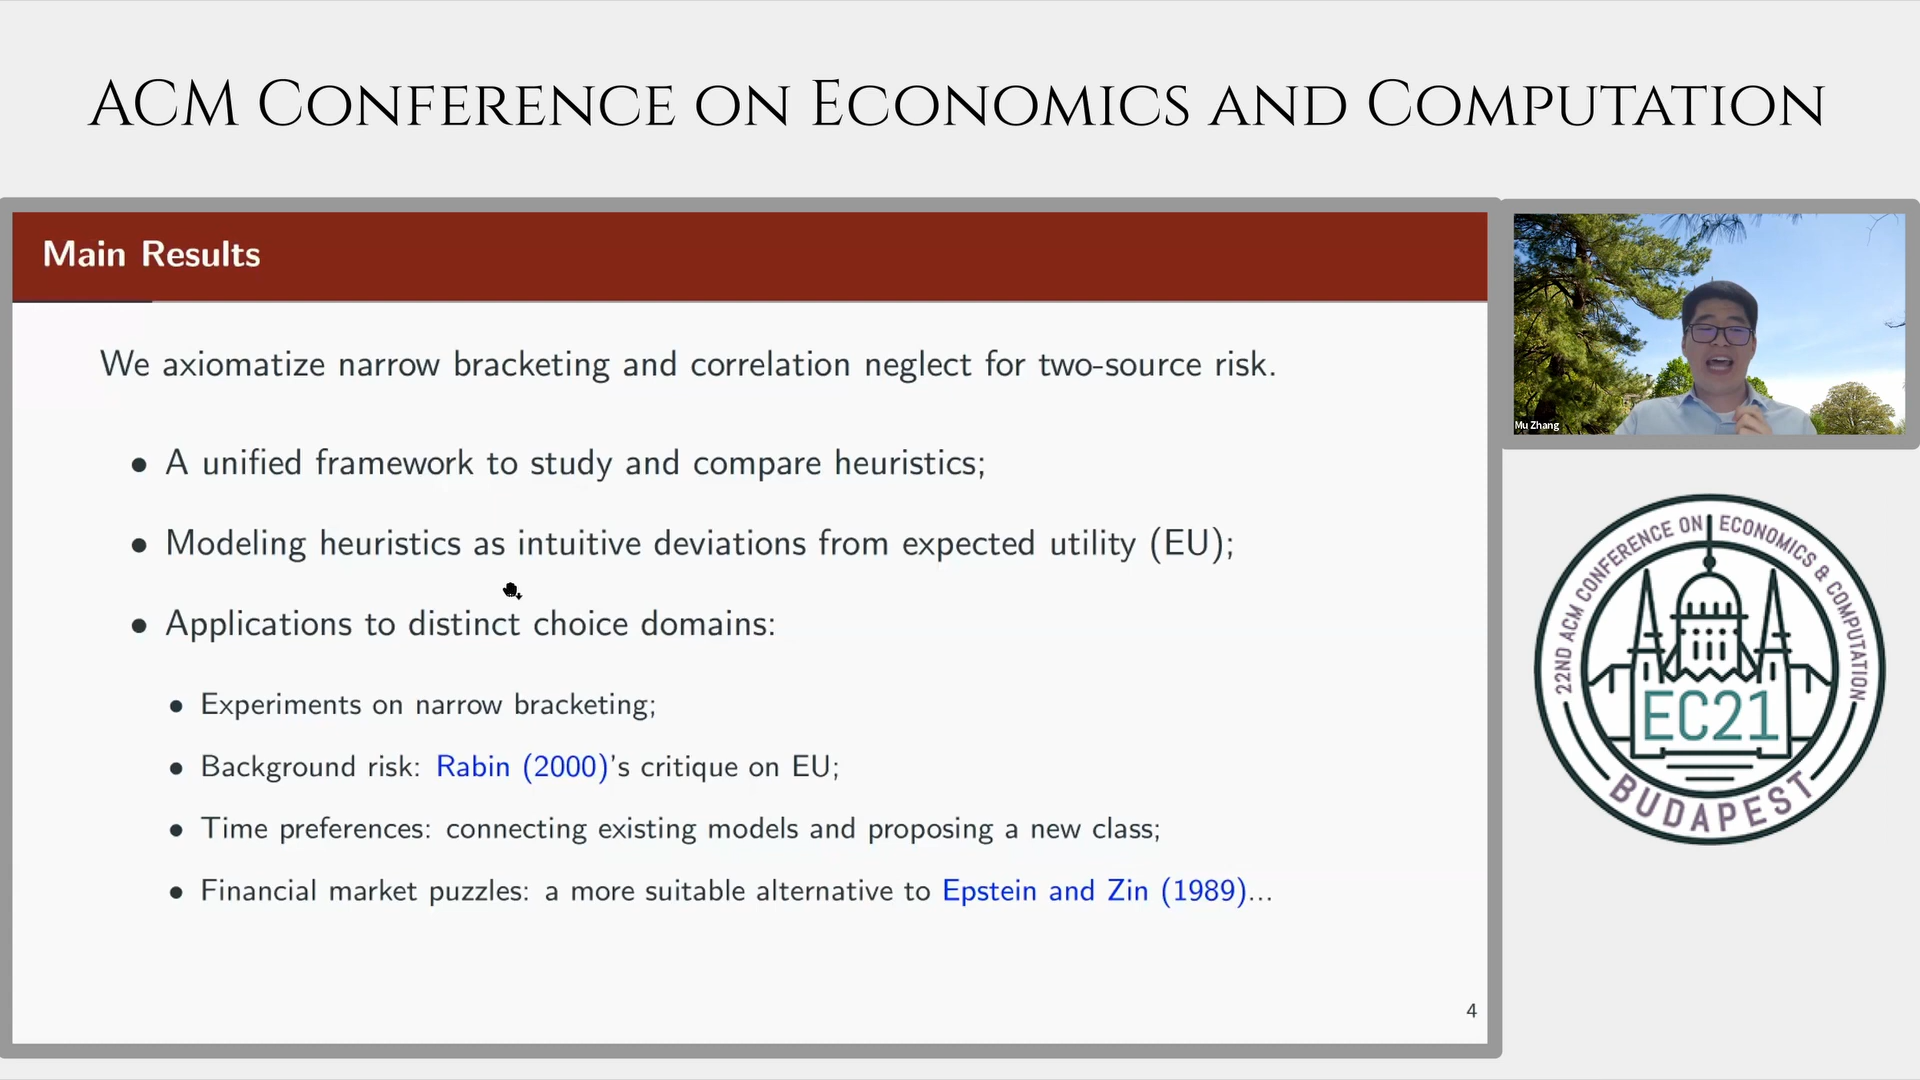 ACM Conference on Economics and Computation
Main Results
We axiomatize narrow bracketing and correlation neglect for two-source risk.
• A unified framework to study and compare heuristics;
• Modeling heuristics as intuitive deviations from expected utility (EU);
• Applications to distinct choice domains:
• Experiments on narrow bracketing;
• Background risk: Rabin (2000)'s critique on EU;
• Time preferences: connecting existing models and proposing a new class;
• Financial market puzzles: a more suitable alternative to Epstein and Zin (1989)...
4
Mu Zhang
22ND ACM CONFERENCE ON ECONOMICS & COMPUTATION
EC21
BUDAPEST